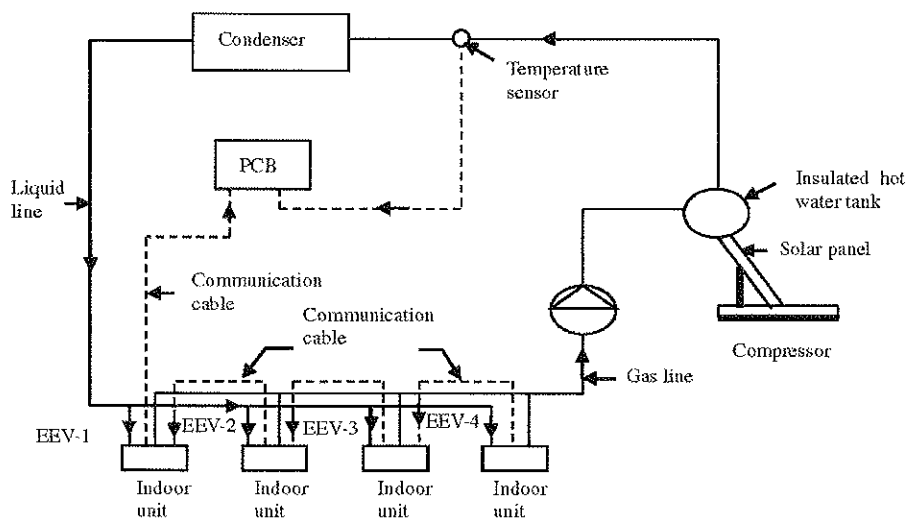 Condenser
Temperature
sensor
PCB
Liquid
line
Insulated hot
water tank
Solar panel
Communication
cable
Communication
cable
Compressor
Gas line
EEV-1
EEV-2
EEV-3
EEV-4
Indoor
unit
Indoor
unit
Indoor
unit
Indoor
unit